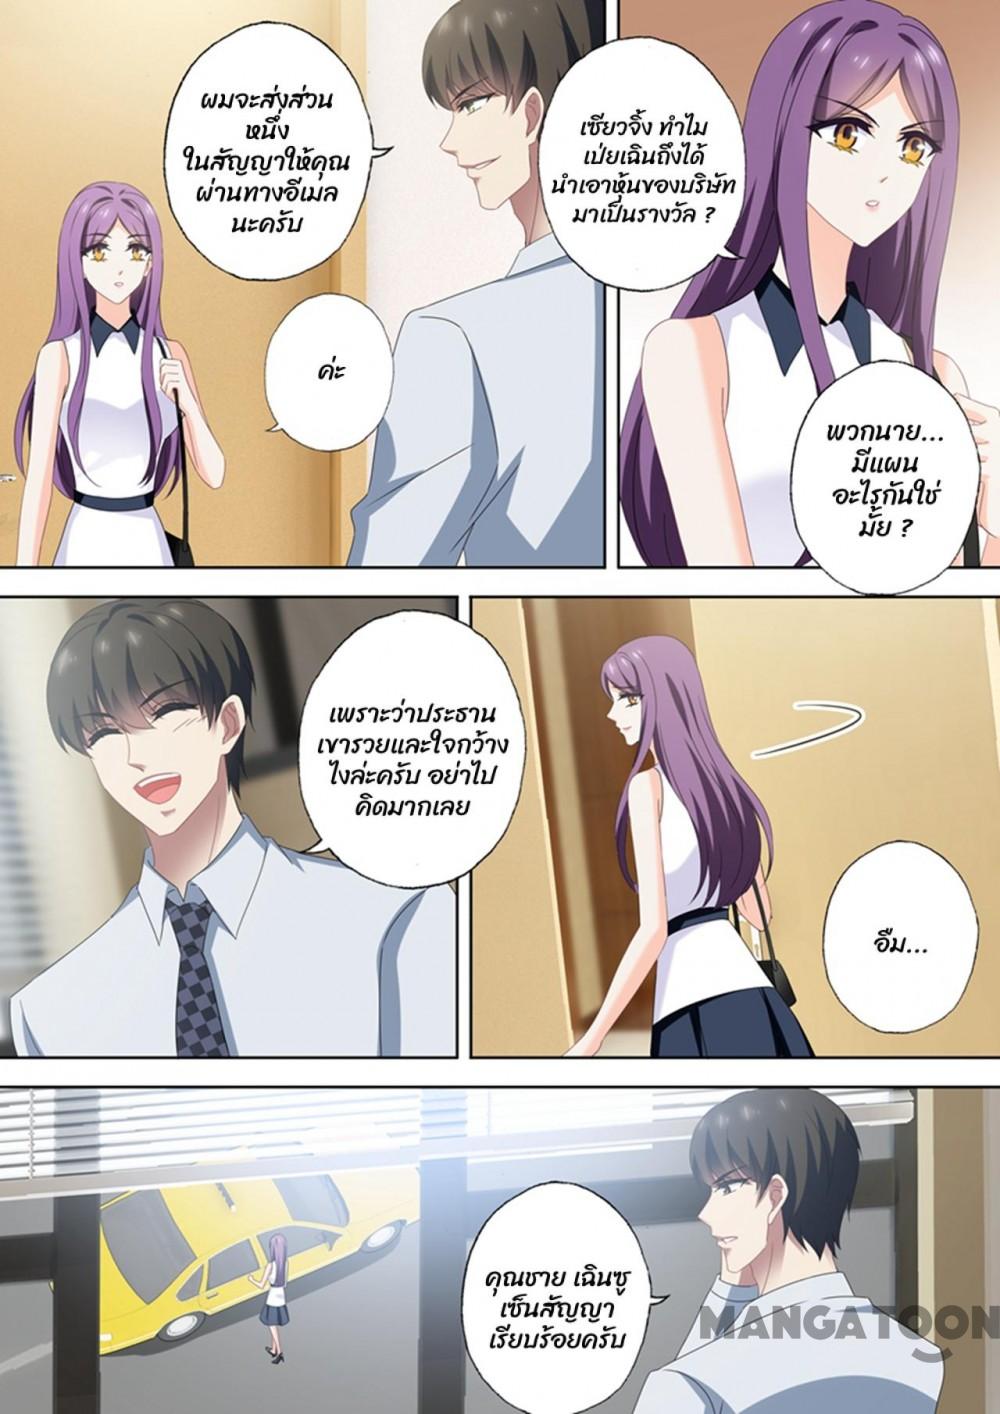 ผมจะส่งส่วน
หนึ่ง
ในสัญญาให้คุณ
ผ่านทางอีเมล
นะครับ
ค่ะ
เซียวจิ้ง ทำไม
เป่ยเฉินถึงได้
นำเอาหุ้นของบริษัท
มาเป็นรางวัล ?
พวกนาย...
มีแผน
อะไรกันใช่
มั้ย ?
เพราะว่าประธาน
เขารวยและใจกว้าง
ไงล่ะครับ อย่าไป
คิดมากเลย
อืม...
คุณชาย เฉินซู
เซ็นสัญญา
เรียบร้อยครับ
MANGATOON